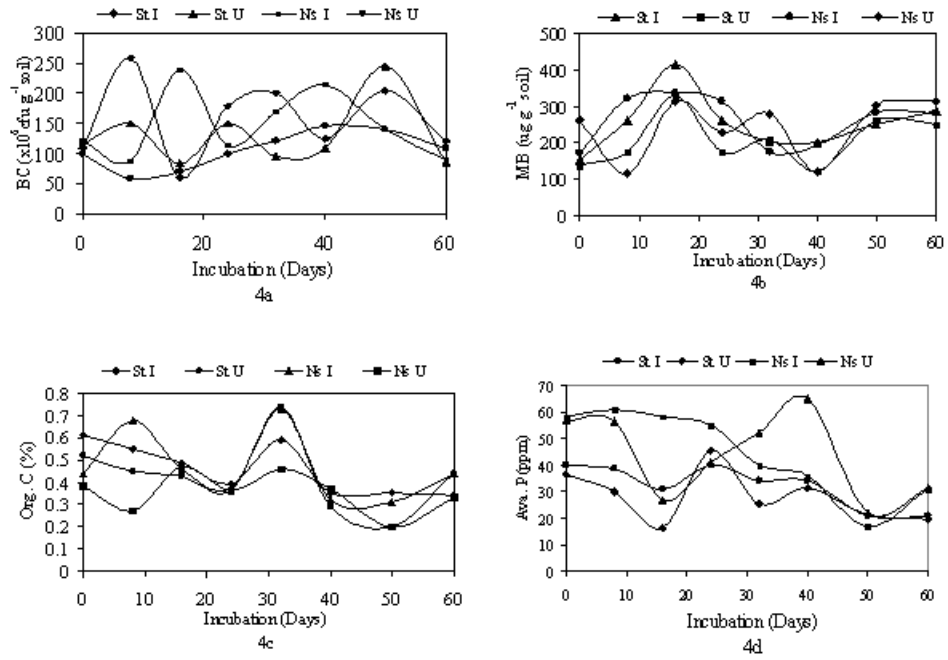 St I St U Ns I Ns U
300
250
200
150
100
50
0
BC (x10⁶ cfu g⁻¹ soil)
0 20 40 60
Incubation (Days)
4a
St I St U Ns I Ns U
500
400
300
200
100
0
MB (ug g⁻¹ soil)
0 10 20 30 40 50 60
Incubation (Days)
4b
St I St U Ns I Ns U
0.8
0.7
0.6
0.5
0.4
0.3
0.2
0.1
0
Org. C (%)
0 10 20 30 40 50 60
Incubation (Days)
4c
St I St U Ns I Ns U
70
60
50
40
30
20
10
0
Ava. P(ppm)
0 10 20 30 40 50 60
Incubation (Days)
4d